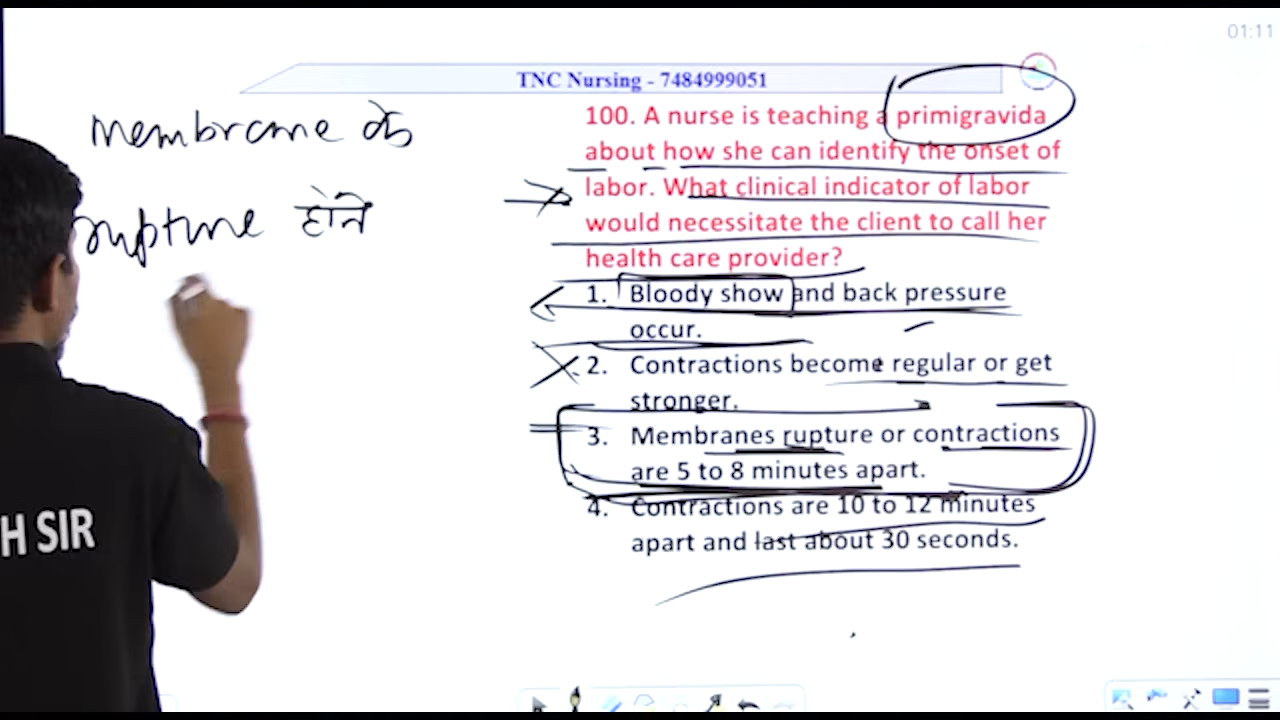 01:11
TNC Nursing - 7484999051
membrane के
rupture होने
100. A nurse is teaching a primigravida
about how she can identify the onset of
labor. What clinical indicator of labor
would necessitate the client to call her
health care provider?
1. Bloody show and back pressure
occur.
2. Contractions become regular or get
stronger.
3. Membranes rupture or contractions
are 5 to 8 minutes apart.
4. Contractions are 10 to 12 minutes
apart and last about 30 seconds.
H SIR